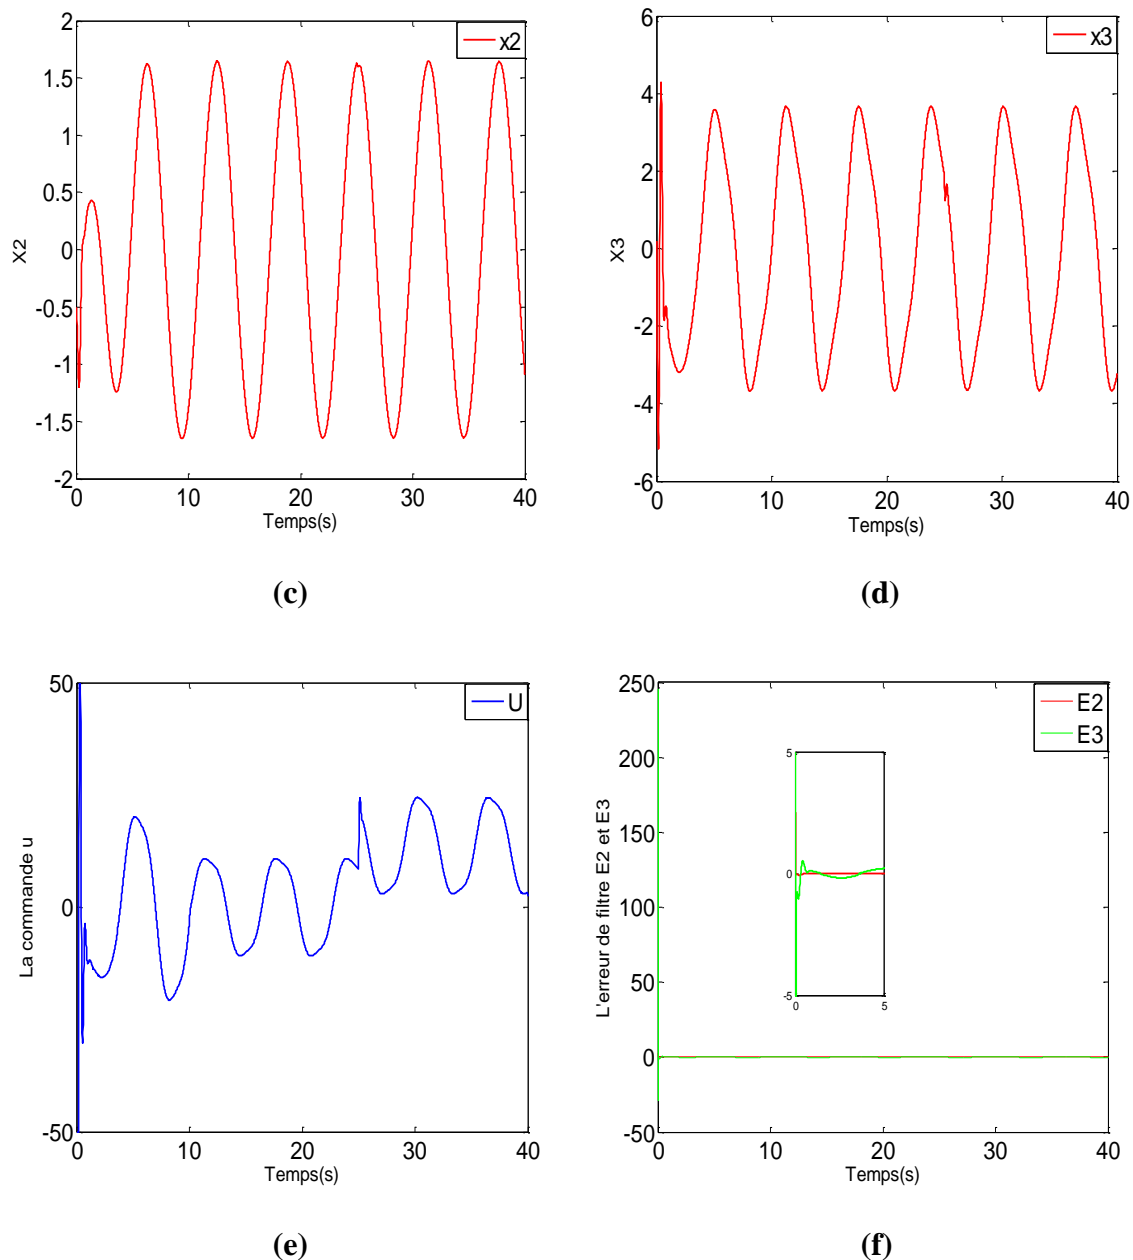 2
1.5
1
0.5
0
-0.5
-1
-1.5
-2
X2
x2
0 10 20 30 40
Temps(s)
(c)
6
4
2
0
-2
-4
-6
X3
x3
0 10 20 30 40
Temps(s)
(d)
50
0
-50
La commande u
U
0 10 20 30 40
Temps(s)
(e)
250
200
150
100
50
0
-50
L'erreur de filtre E2 et E3
E2
E3
5
0
-5
0 5
0 10 20 30 40
Temps(s)
(f)